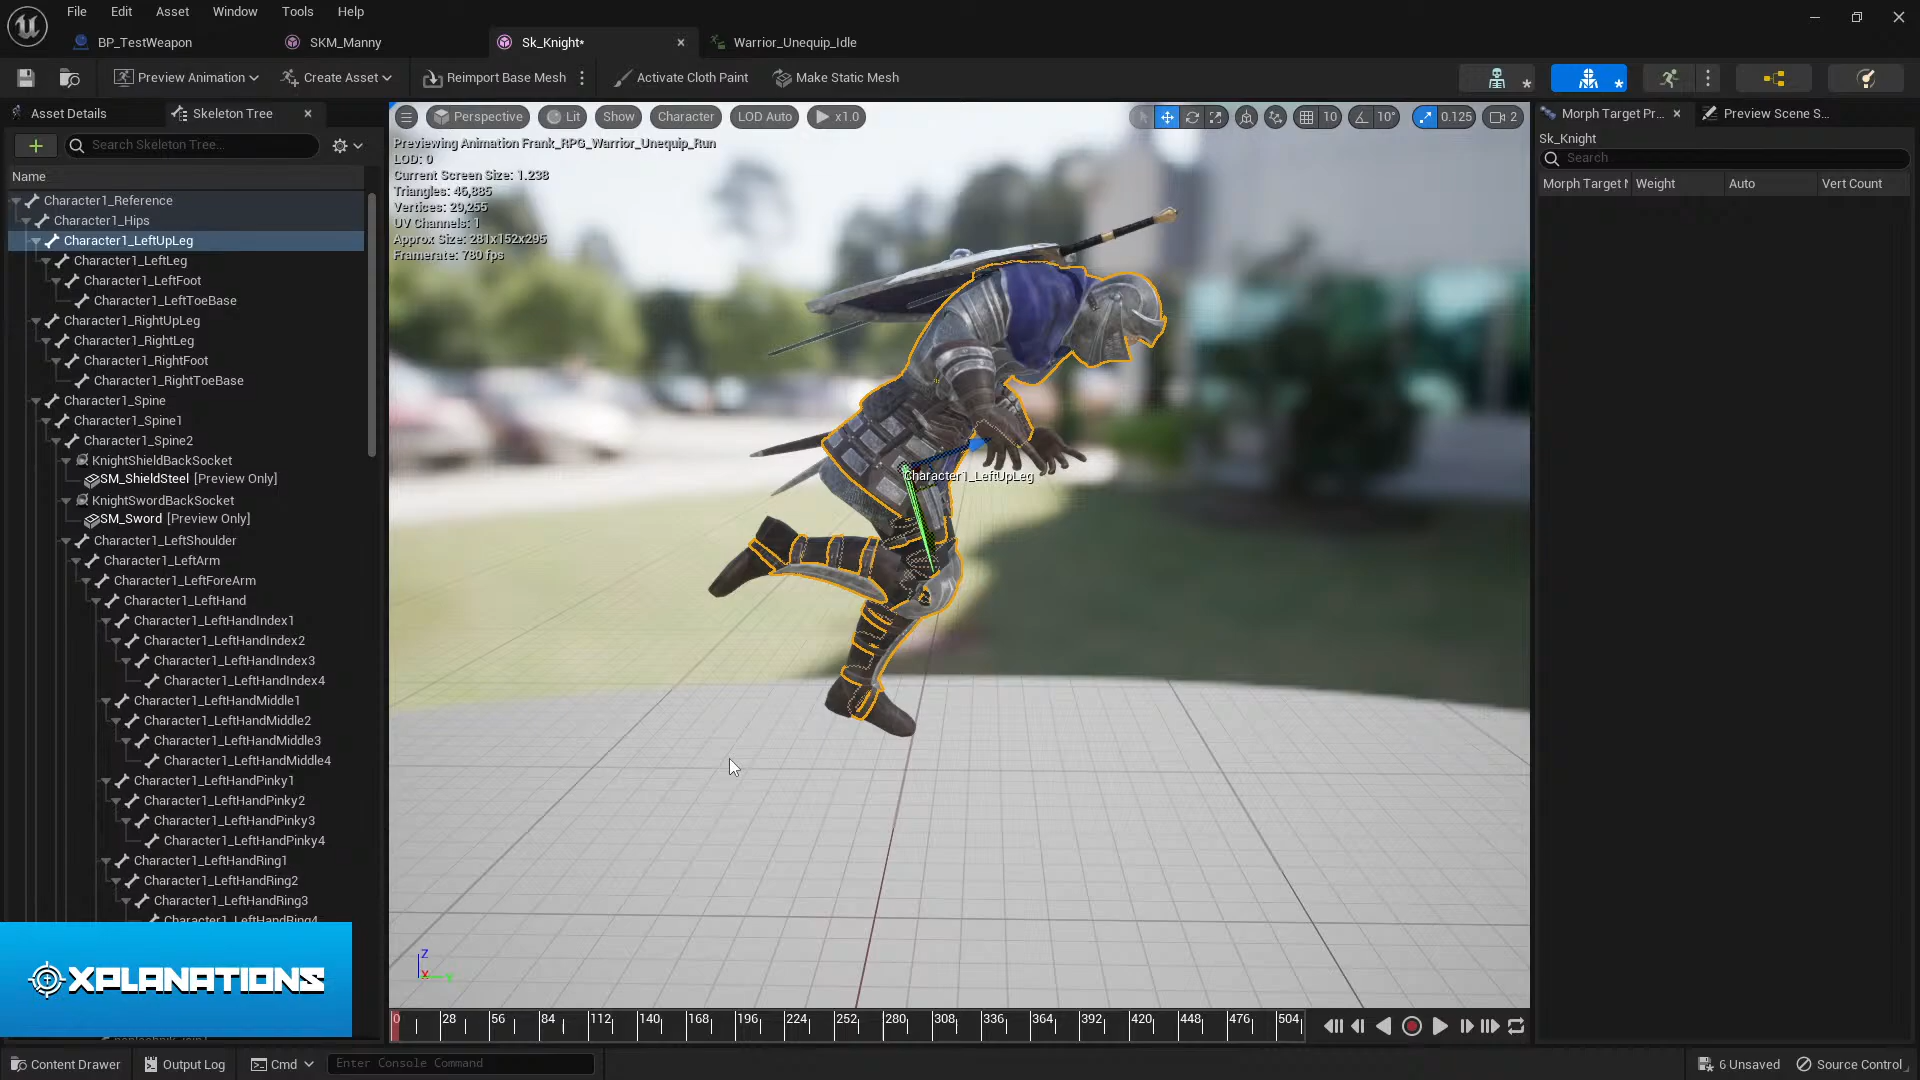 File Edit Asset Window Tools Help
BP_TestWeapon SKM_Manny Sk_Knight* Warrior_Unequip_Idle
Preview Animation Create Asset Reimport Base Mesh Activate Cloth Paint Make Static Mesh
Asset Details Skeleton Tree
Search Skeleton Tree...
Name
Character1_Reference
Character1_Hips
Character1_LeftUpLeg
Character1_LeftLeg
Character1_LeftFoot
Character1_LeftToeBase
Character1_RightUpLeg
Character1_RightLeg
Character1_RightFoot
Character1_RightToeBase
Character1_Spine
Character1_Spine1
Character1_Spine2
KnightShieldBackSocket
SM_ShieldSteel [Preview Only]
KnightSwordBackSocket
SM_Sword [Preview Only]
Character1_LeftShoulder
Character1_LeftArm
Character1_LeftForeArm
Character1_LeftHand
Character1_LeftHandIndex1
Character1_LeftHandIndex2
Character1_LeftHandIndex3
Character1_LeftHandIndex4
Character1_LeftHandMiddle1
Character1_LeftHandMiddle2
Character1_LeftHandMiddle3
Character1_LeftHandMiddle4
Character1_LeftHandPinky1
Character1_LeftHandPinky2
Character1_LeftHandPinky3
Character1_LeftHandPinky4
Character1_LeftHandRing1
Character1_LeftHandRing2
Character1_LeftHandRing3
Character1_LeftHandRing4
XPLANATIONS
Perspective Lit Show Character LOD Auto x1.0 10 10° 0.125 2
Previewing Animation Frank_RPG_Warrior_Unequip_Run
LOD: 0
Current Screen Size: 1.238
Triangles: 46,885
Vertices: 29,255
UV Channels: 1
Approx Size: 281x152x295
Framerate: 780 fps
Character1_LeftUpLeg
Z
X Y
0 28 56 84 112 140 168 196 224 252 280 308 336 364 392 420 448 476 504
Morph Target Pr... Preview Scene S...
Sk_Knight
Search
Morph Target N Weight Auto Vert Count
Content Drawer Output Log Cmd Enter Console Command 6 Unsaved Source Control